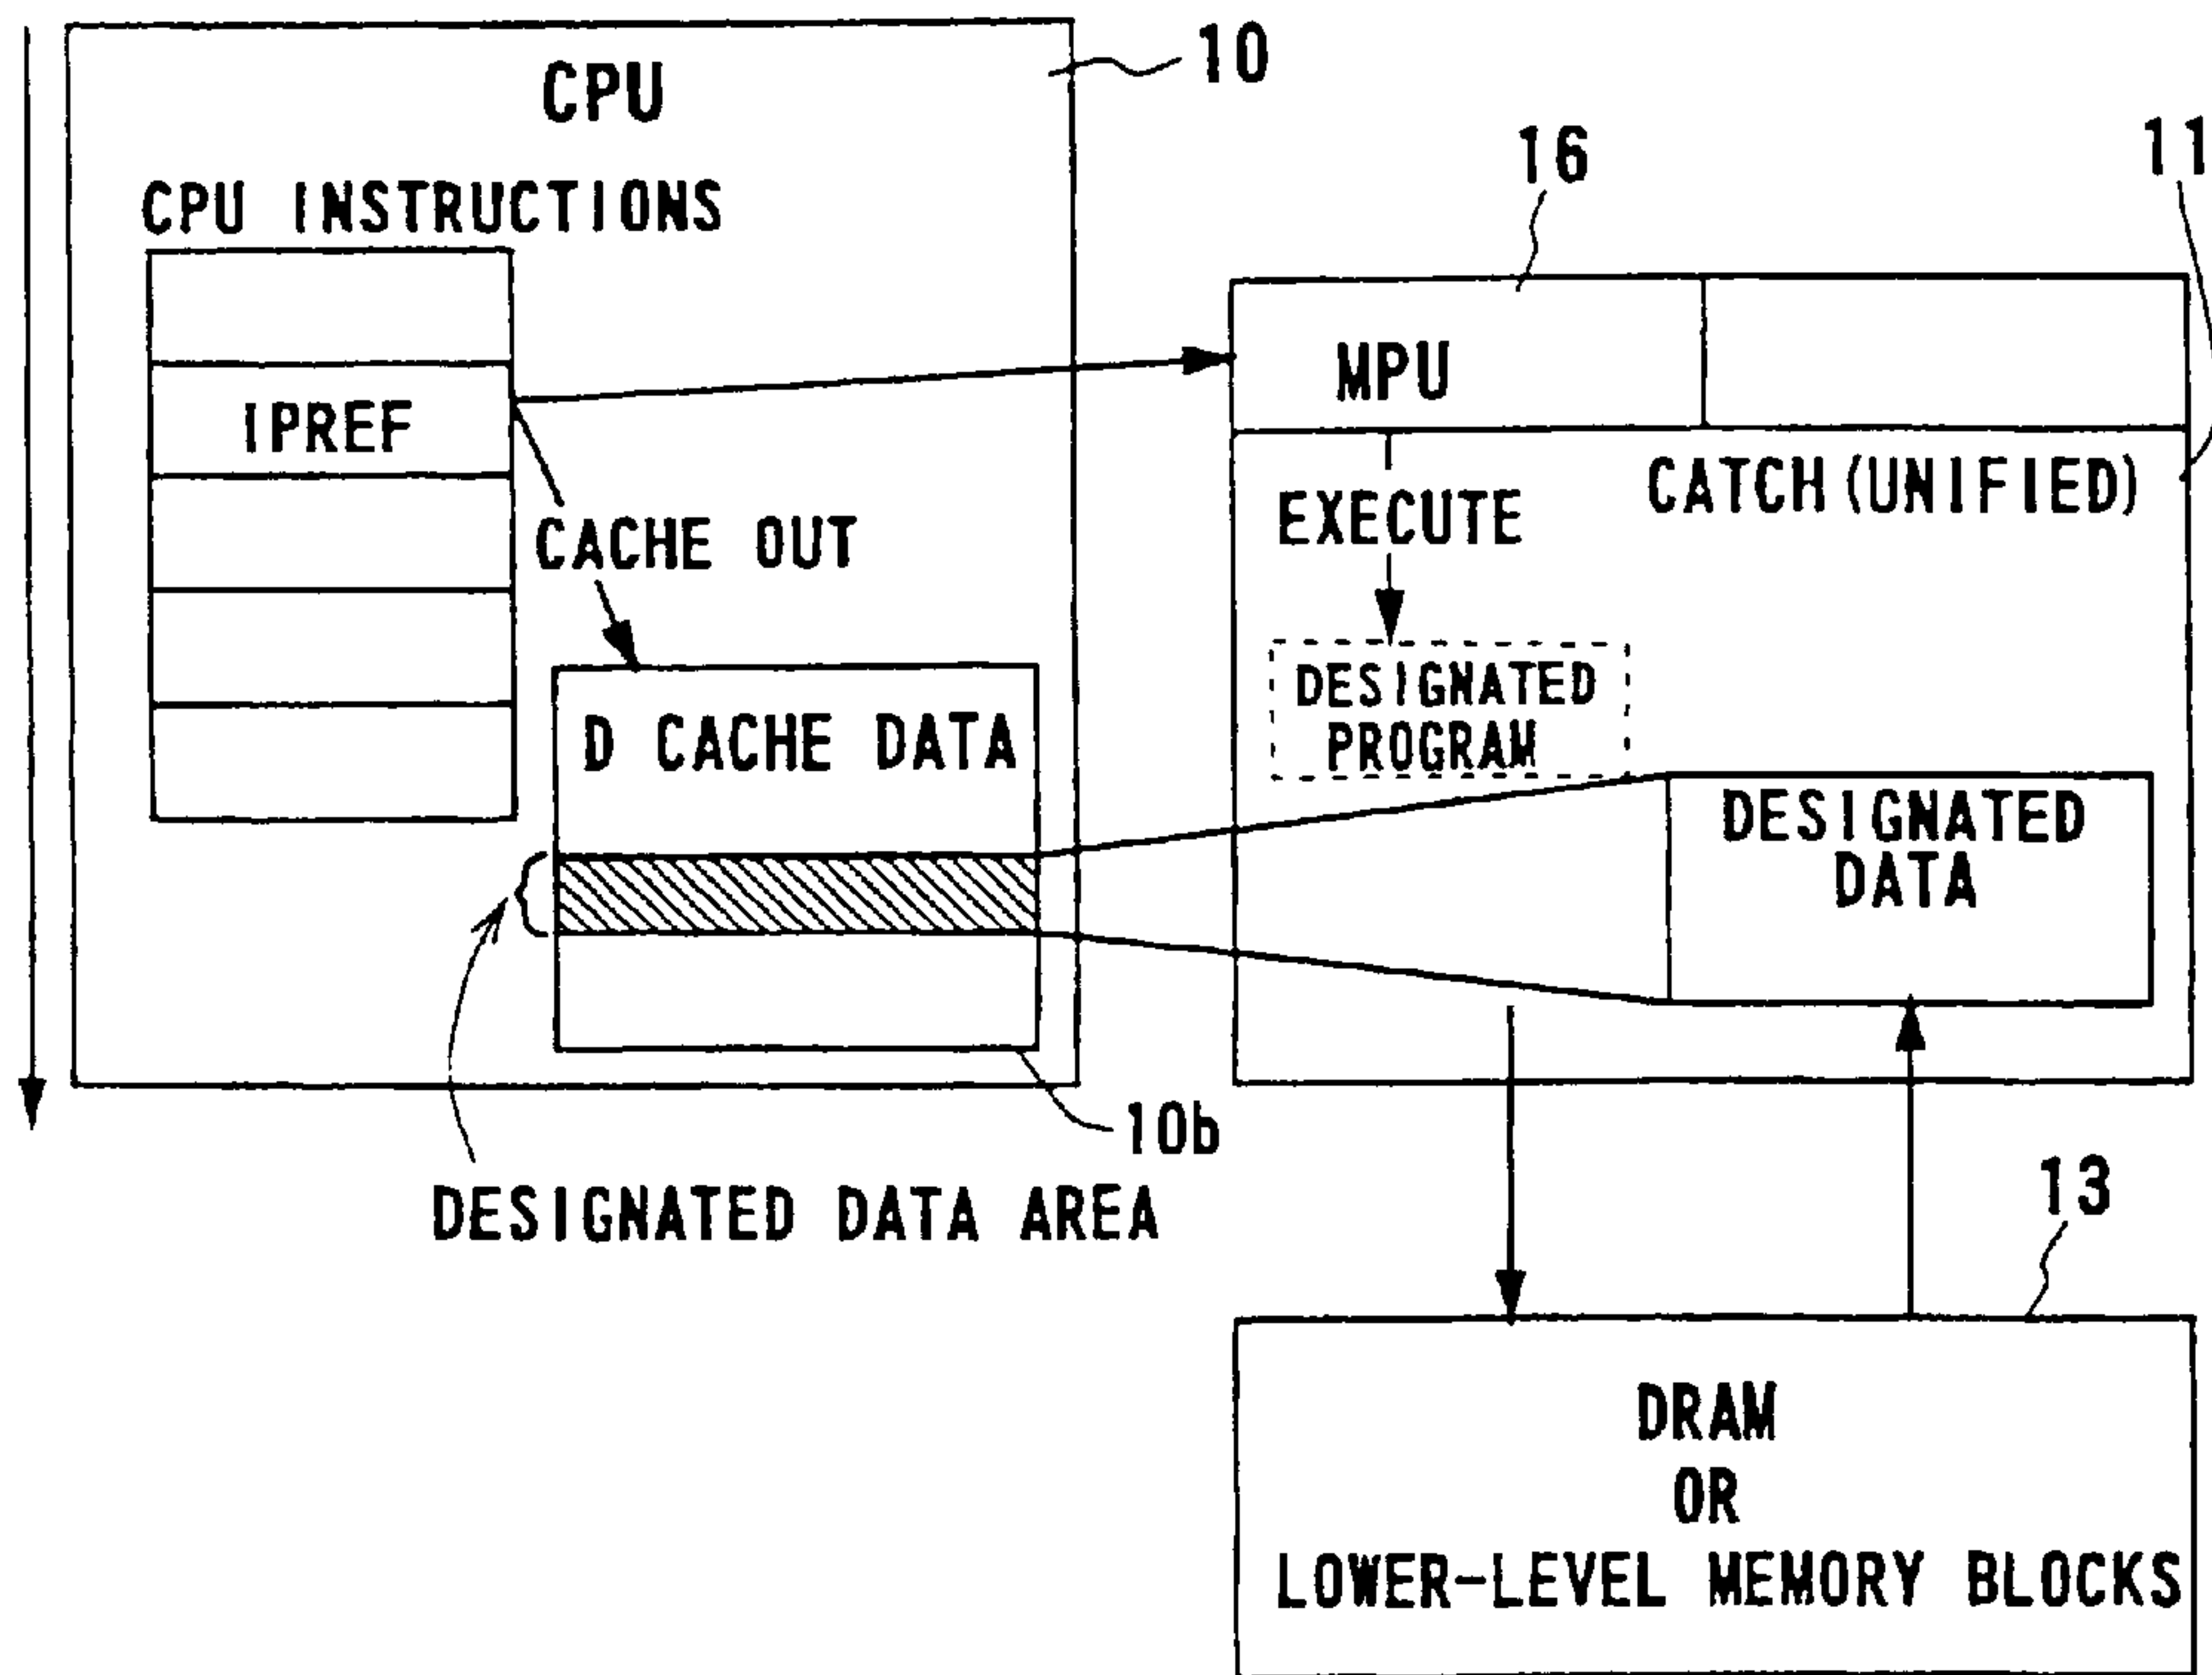 CPU
10
CPU INSTRUCTIONS
IPREF
CACHE OUT
D CACHE DATA
10b
DESIGNATED DATA AREA
16
11
MPU
CATCH (UNIFIED)
EXECUTE
DESIGNATED
PROGRAM
DESIGNATED
DATA
13
DRAM
OR
LOWER-LEVEL MEMORY BLOCKS